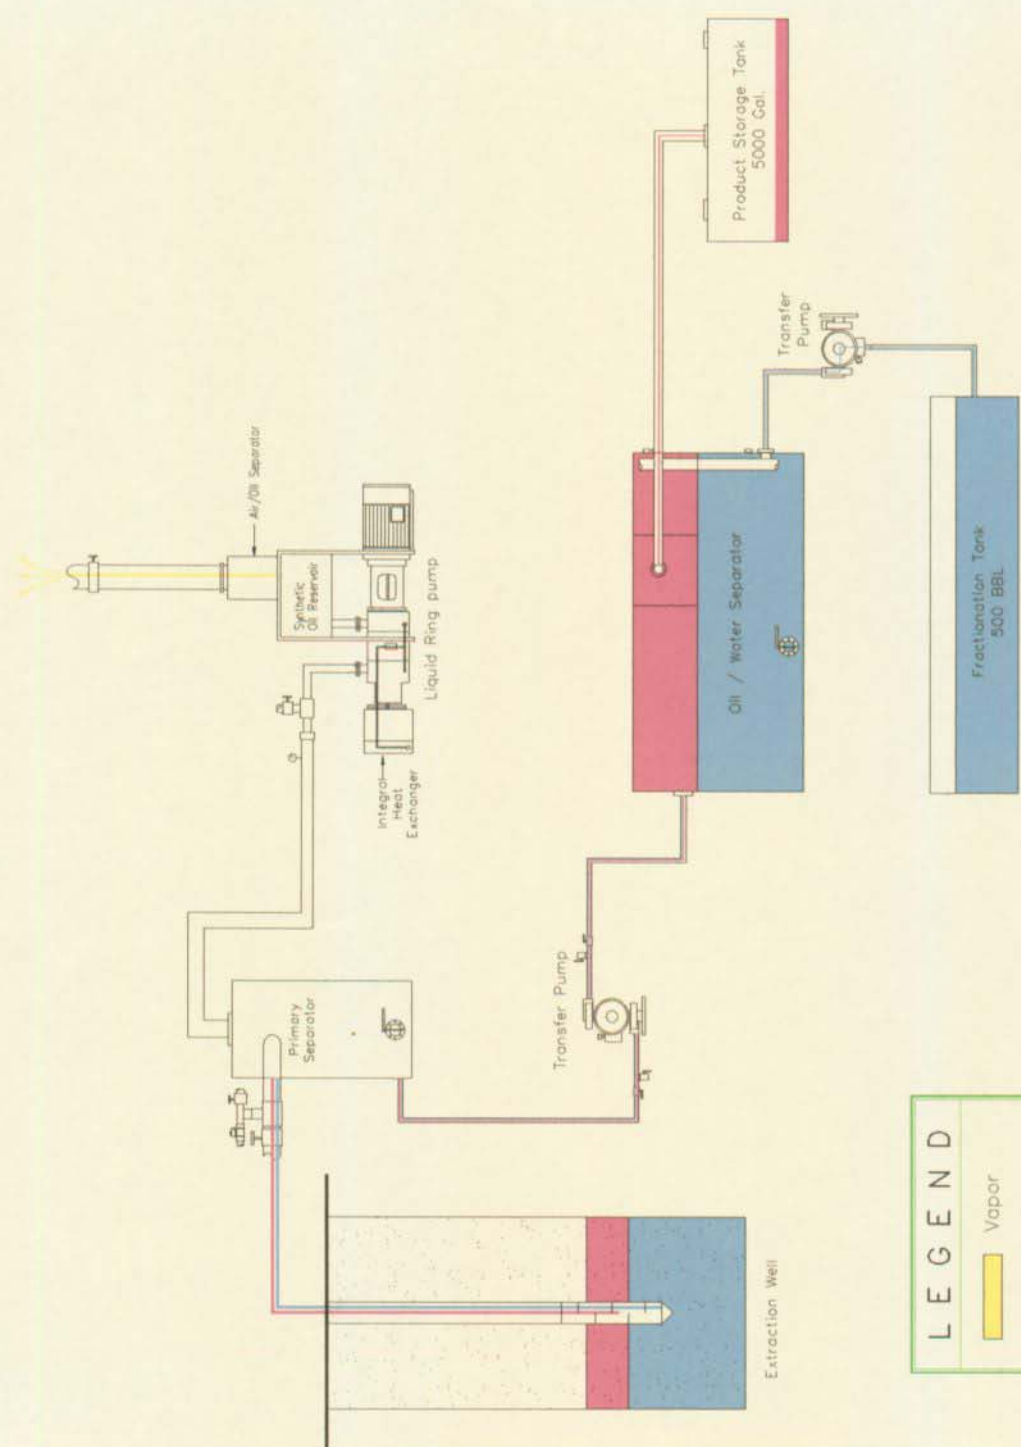 Product Storage Tank
5000 Gal.
Transfer
Pump
Air/Oil Separator
Synthetic
Oil Reservoir
Liquid Ring pump
Integral
Heat
Exchanger
Oil / Water Separator
Fractionation Tank
500 BBL
Primary
Separator
Transfer Pump
Extraction Well
LEGEND
Vapor